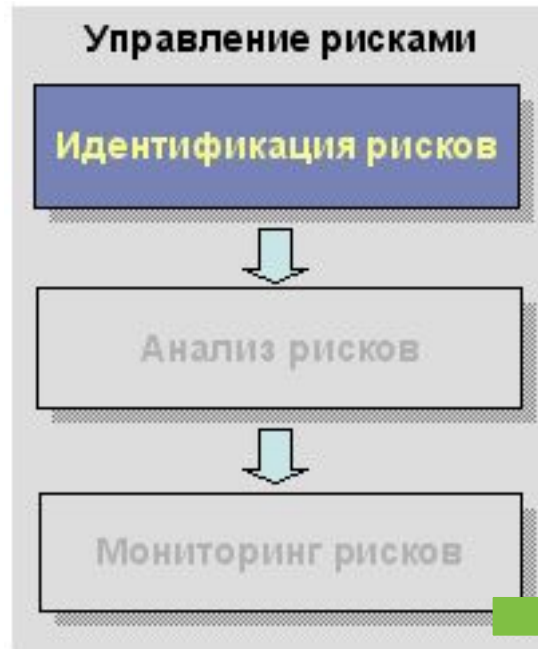 Управление рисками
Идентификация рисков
Анализ рисков
Мониторинг рисков